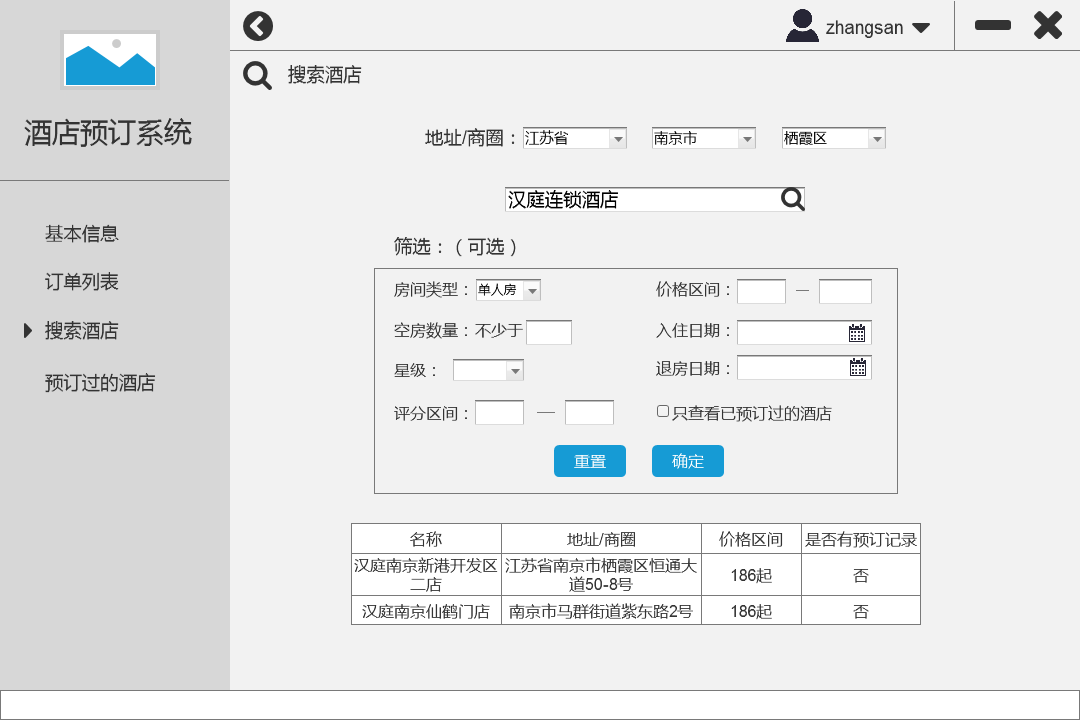 zhangsan
搜索酒店
酒店预订系统
基本信息
订单列表
搜索酒店
预订过的酒店
地址/商圈： 江苏省 南京市 栖霞区
汉庭连锁酒店
筛选：（可选）
房间类型： 单人房 价格区间： —
空房数量：不少于 入住日期：
星级： 退房日期：
评分区间： — 只查看已预订过的酒店
重置 确定
名称 地址/商圈 价格区间 是否有预订记录
汉庭南京新港开发区二店 江苏省南京市栖霞区恒通大道50-8号 186起 否
汉庭南京仙鹤门店 南京市马群街道紫东路2号 186起 否